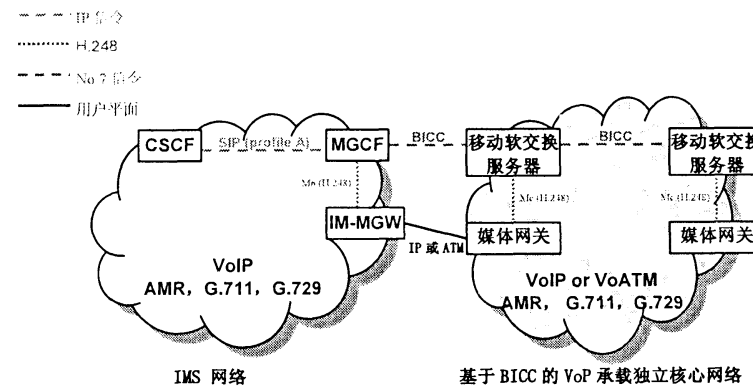 IP 信令
H.248
No.7 信令
用户平面
CSCF
SIP (profile A)
MGCF
BICC
移动软交换
服务器
BICC
移动软交换
服务器
Mn (H.248)
Mc (H.248)
Mc (H.248)
IM-MGW
IP 或 ATM
媒体网关
媒体网关
VoIP
AMR, G.711, G.729
VoIP or VoATM
AMR, G.711, G.729
IMS 网络
基于 BICC 的 VoP 承载独立核心网络